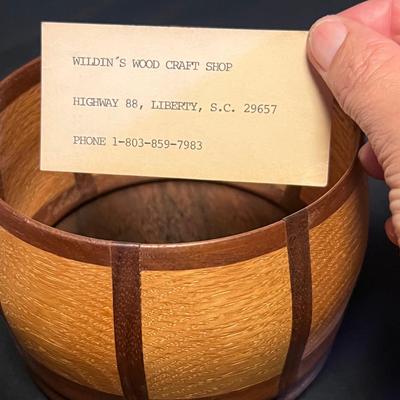 WILDIN´S WOOD CRAFT SHOP
HIGHWAY 88, LIBERTY, S.C. 29657
PHONE 1-803-859-7983